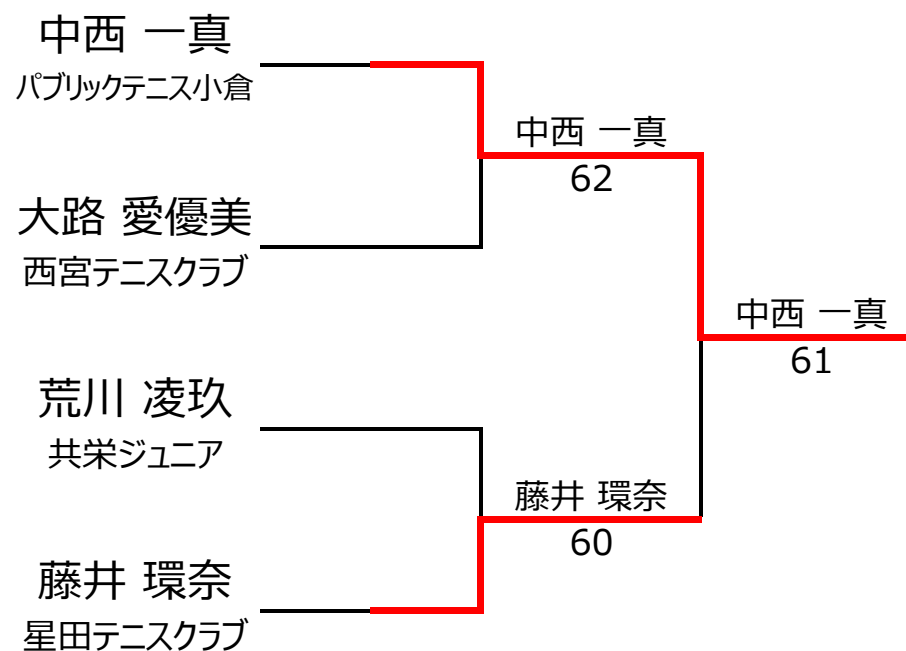 中西 一真
パブリックテニス小倉
中西 一真
62
大路 愛優美
西宮テニスクラブ
中西 一真
61
荒川 凌玖
共栄ジュニア
藤井 環奈
60
藤井 環奈
星田テニスクラブ